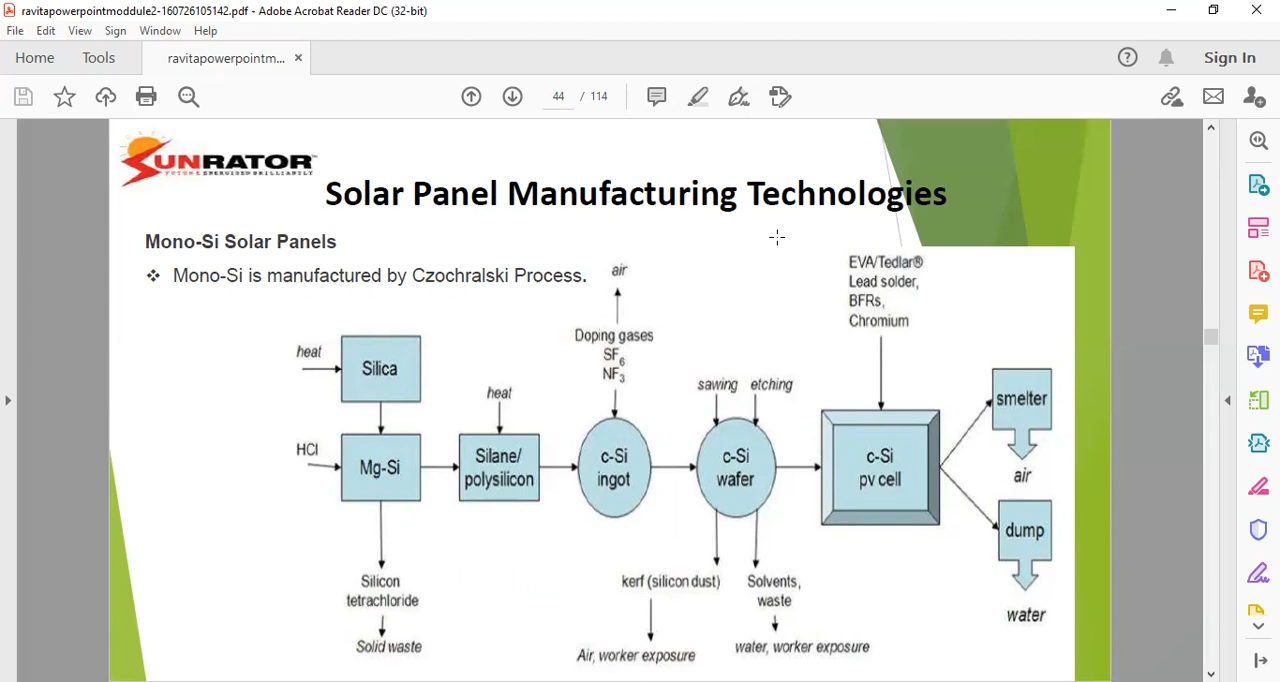 ravitapowerpointmoddule2-160726105142.pdf - Adobe Acrobat Reader DC (32-bit)
File Edit View Sign Window Help
Home Tools ravitapowerpointm... × Sign In
44 / 114
SUNRATOR
FUTURE ENERGISED BRILLIANTLY
Solar Panel Manufacturing Technologies
Mono-Si Solar Panels
❖ Mono-Si is manufactured by Czochralski Process.
air
EVA/Tedlar®
Lead solder,
BFRs,
Chromium
Doping gases
SF6
NF3
heat
Silica
heat
sawing etching
smelter
air
HCl
Mg-Si
Silane/
polysilicon
c-Si
ingot
c-Si
wafer
c-Si
pv cell
dump
water
Silicon
tetrachloride
Solid waste
kerf (silicon dust)
Air, worker exposure
Solvents,
waste
water, worker exposure